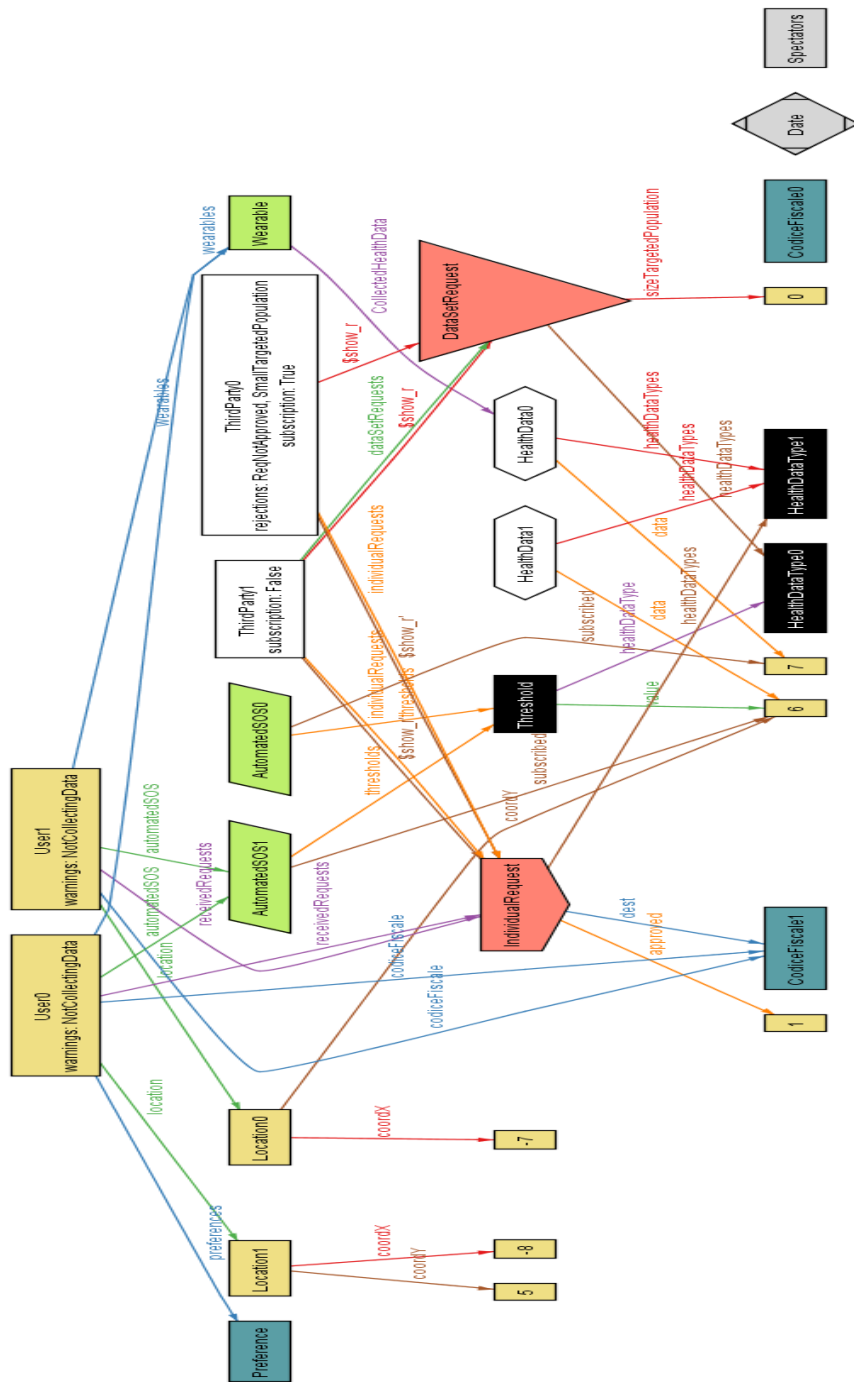 User0
warnings: NotCollectingData
User1
warnings: NotCollectingData
preferences
location
location
automatedSOS
automatedSOS
receivedRequests
receivedRequests
codiceFiscale
codiceFiscale
Wearables
wearables
Preference
Location1
Location0
AutomatedSOS1
AutomatedSOS0
ThirdParty1
subscription: False
ThirdParty0
rejections: ReqNotApproved, SmallTargetedPopulation
subscription: True
Wearable
coordX
coordY
coordX
coordY
thresholds
thresholds
subscribed
subscribed
individualRequests
$show_r'
individualRequests
$show_r'
dataSetRequests
$show_r
$show_r
CollectedHealthData
5
-8
-7
IndividualRequest
Threshold
HealthData1
HealthData0
DataSetRequest
approved
dest
value
healthDataType
healthDataTypes
data
data
healthDataTypes
healthDataTypes
healthDataTypes
sizeTargetedPopulation
1
CodiceFiscale1
6
7
HealthDataType0
HealthDataType1
0
CodiceFiscale0
Date
Spectators